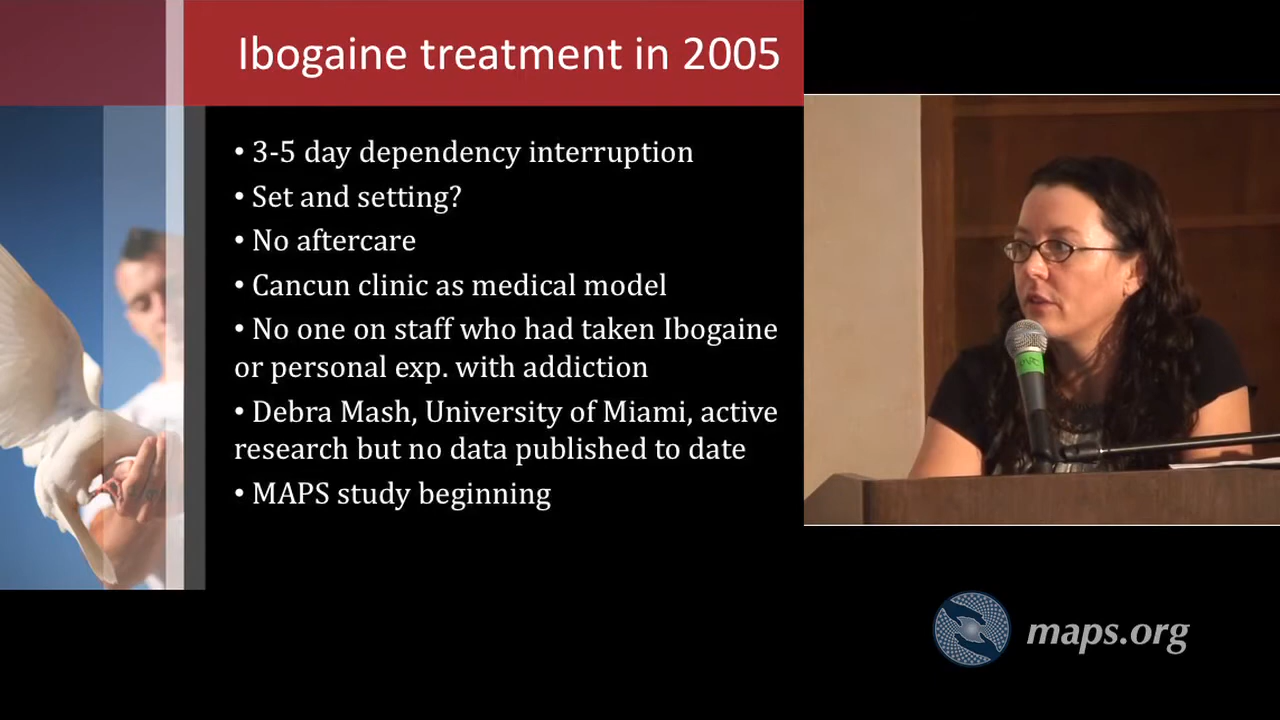 Ibogaine treatment in 2005
• 3-5 day dependency interruption
• Set and setting?
• No aftercare
• Cancun clinic as medical model
• No one on staff who had taken Ibogaine
or personal exp. with addiction
• Debra Mash, University of Miami, active
research but no data published to date
• MAPS study beginning
maps.org